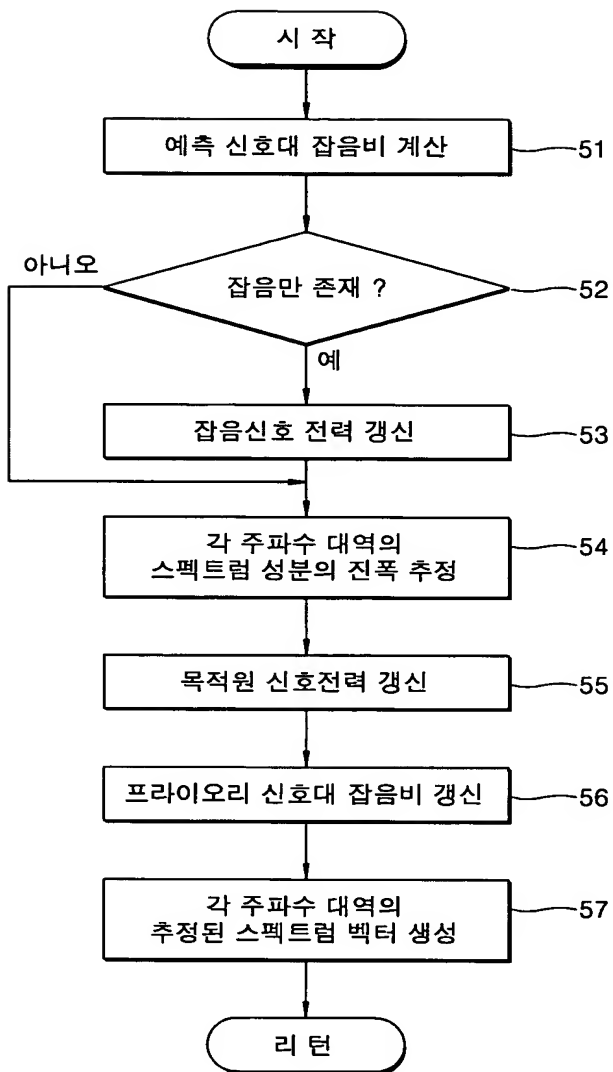 시 작
예측 신호대 잡음비 계산
51
아니오
잡음만 존재 ?
52
예
잡음신호 전력 갱신
53
각 주파수 대역의
스펙트럼 성분의 진폭 추정
54
목적원 신호전력 갱신
55
프라이오리 신호대 잡음비 갱신
56
각 주파수 대역의
추정된 스펙트럼 벡터 생성
57
리 턴